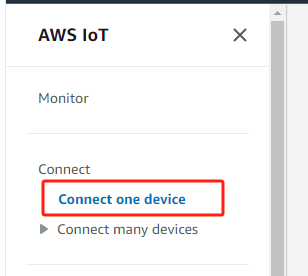 AWS IoT
Monitor
Connect
Connect one device
Connect many devices